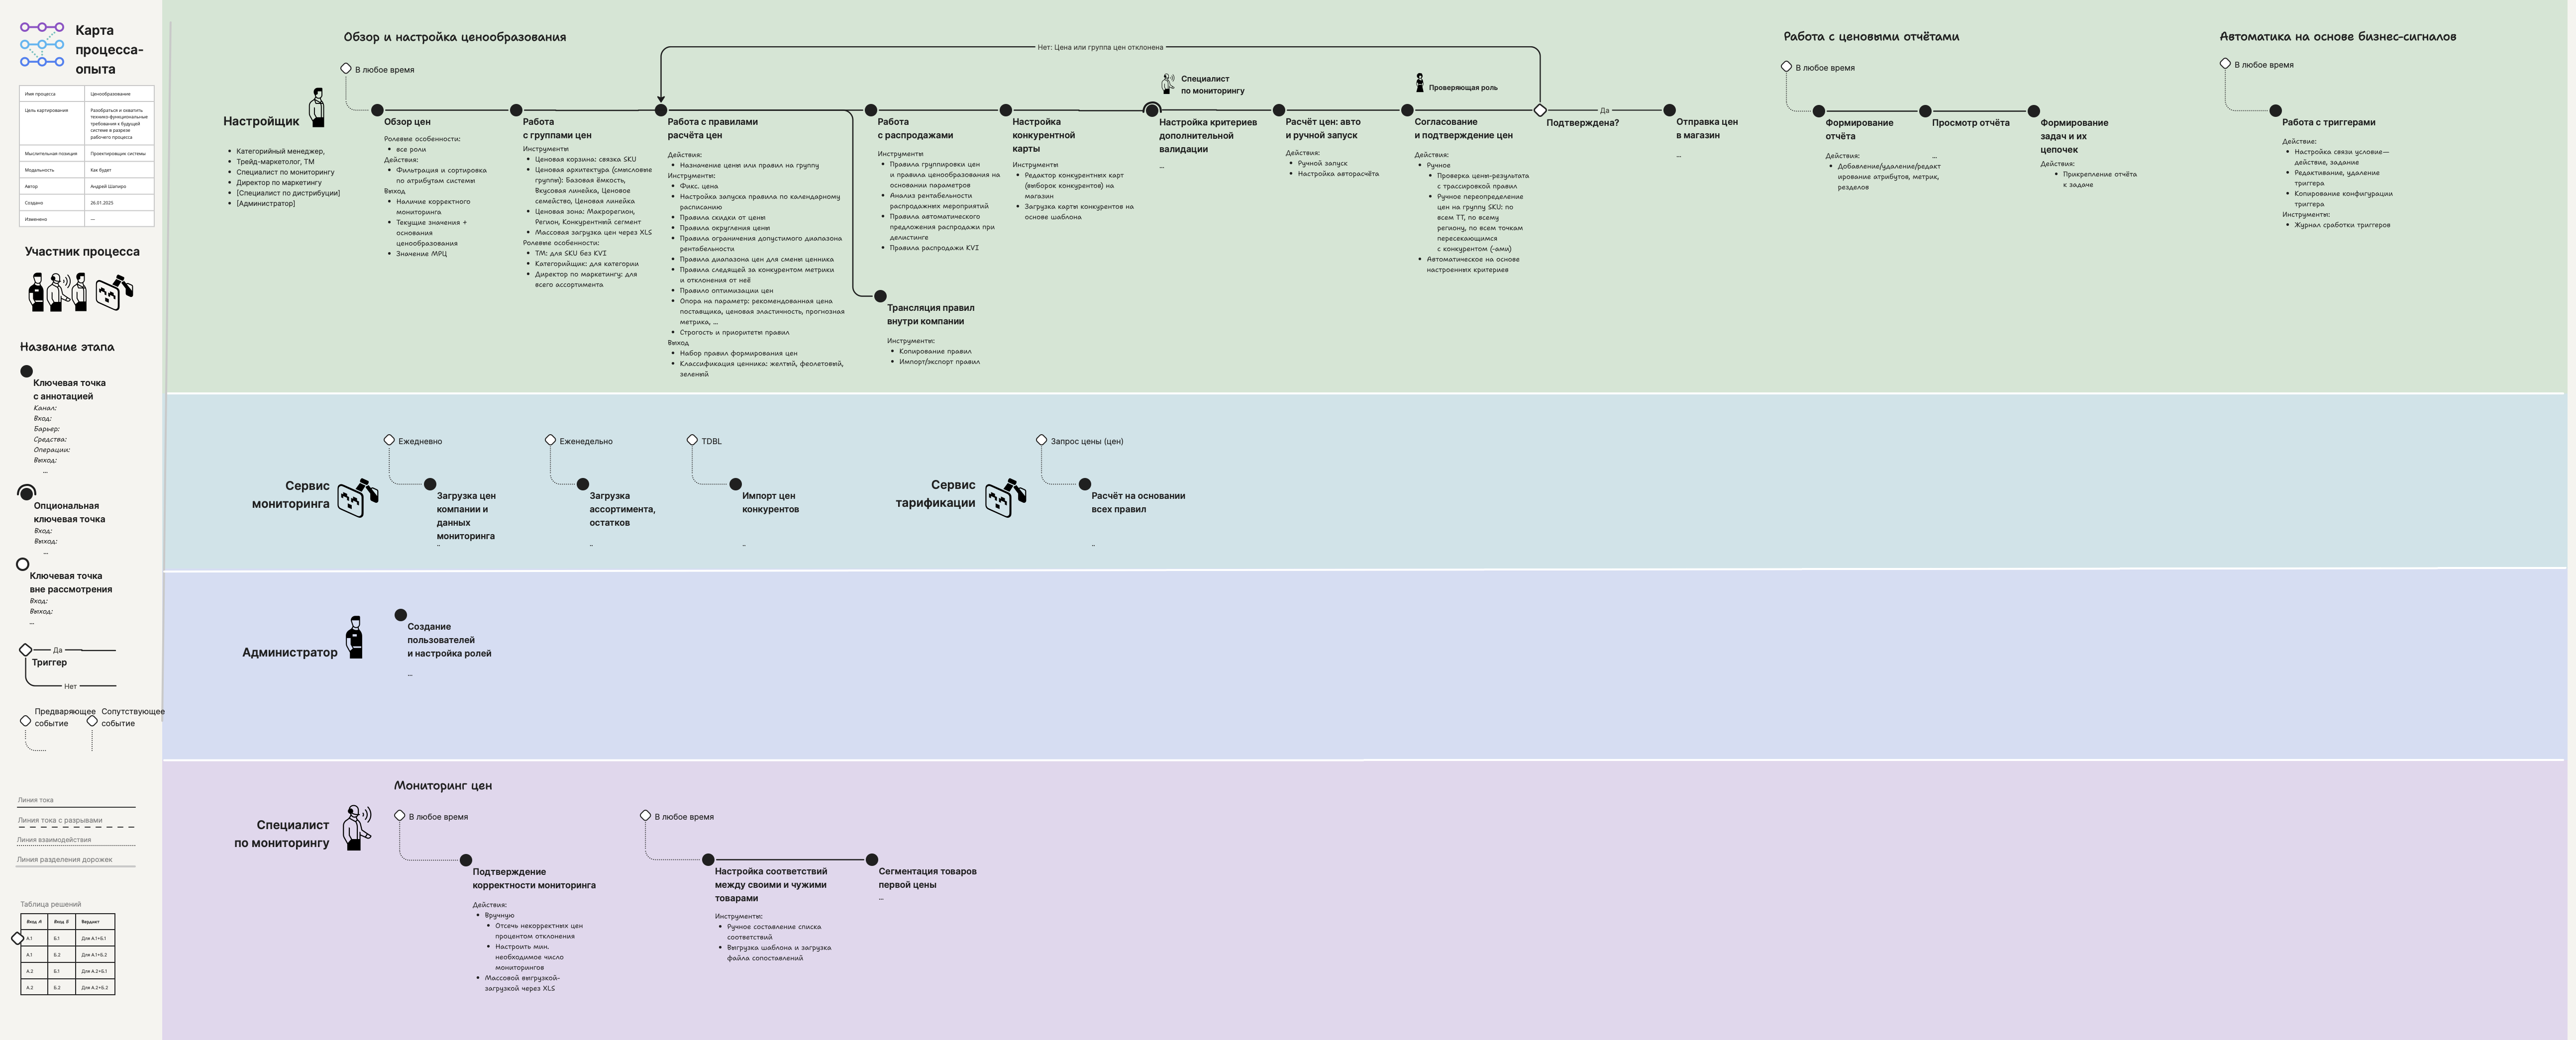 Карта
процесса-
опыта
Имя процесса
Ценообразование
Цель картирования
Разобраться и охватить
технико-функциональные
требования к будущей
системе в разрезе
рабочего процесса
Мыслительная позиция
Проектировщик системы
Модальность
Как будет
Автор
Андрей Шапиро
Создано
26.01.2025
Изменено
—
Участник процесса
Название этапа
Ключевая точка
с аннотацией
Канал:
Вход:
Барьер:
Средства:
Операции:
Выход:
...
Опциональная
ключевая точка
Вход:
Выход:
...
Ключевая точка
вне рассмотрения
Вход:
Выход:
...
Да
Триггер
Нет
Предваряющее
событие
Сопутствующее
событие
Линия тока
Линия тока с разрывами
Линия взаимодействия
Линия разделения дорожек
Таблица решений
Вход А Вход Б Вердикт
А.1 Б.1 Для А.1+Б.1
А.1 Б.2 Для А.1+Б.2
А.2 Б.1 Для А.2+Б.1
А.2 Б.2 Для А.2+Б.2
Настройщик
• Категорийный менеджер,
• Трейд-маркетолог, ТМ
• Специалист по мониторингу
• Директор по маркетингу
• [Специалист по дистрибуции]
• [Администратор]
Обзор и настройка ценообразования
В любое время
Нет: Цена или группа цен отклонена
Обзор цен
Ролевые особенности:
• все роли
Действия:
• Фильтрация и сортировка
по атрибутам системы
Выход
• Наличие корректного
мониторинга
• Текущие значения +
основания
ценообразования
• Значение МРЦ
Работа
с группами цен
Инструменты
• Ценовая корзина: связка SKU
• Ценовая архитектура (смысловые
группы): Базовая ёмкость,
Вкусовая линейка, Ценовое
семейство, Ценовая линейка
• Ценовая зона: Макрорегион,
Регион, Конкурентный сегмент
• Массовая загрузка цен через XLS
Ролевые особенности:
• ТМ: для SKU без KVI
• Категорийщик: для категории
• Директор по маркетингу: для
всего ассортимента
Работа с правилами
расчёта цен
Действия:
• Назначение цены или правил на группу
Инструменты:
• Фикс. цена
• Настройка запуска правила по календарному
расписанию
• Правила скидки от цены
• Правила округления цены
• Правила ограничения допустимого диапазона
рентабельности
• Правила диапазона цен для смены ценника
• Правила следящей за конкурентом метрики
и отклонения от неё
• Правило оптимизации цен
• Опора на параметр: рекомендованная цена
поставщика, ценовая эластичность, прогнозная
метрика, ...
• Строгость и приоритеты правил
Выход
• Набор правил формирования цен
• Классификация ценника: желтый, феолетовый,
зеленый
Работа
с распродажами
Инструменты
• Правила группировки цен
и правила ценообразования на
основании параметров
• Анализ рентабельности
распродажных мероприятий
• Правила автоматического
предложения распродажи при
делистинге
• Правила распродажи KVI
Трансляция правил
внутри компании
Инструменты:
• Копирование правил
• Импорт/экспорт правил
Настройка
конкурентной
карты
Инструменты
• Редактор конкурентных карт
(выборок конкурентов) на
магазин
• Загрузка карты конкурентов на
основе шаблона
Специалист
по мониторингу
Настройка критериев
дополнительной
валидации
...
Расчёт цен: авто
и ручной запуск
Действия:
• Ручной запуск
• Настройка авторасчёта
Проверяющая роль
Согласование
и подтверждение цен
Действия:
• Ручное
• Проверка цены-результата
с трассировкой правил
• Ручное переопределение
цен на группу SKU: по
всем ТТ, по всему
региону, по всем точкам
пересекающимся
с конкурентом (-ами)
• Автоматическое на основе
настроенных критериев
Подтверждена?
Да
Отправка цен
в магазин
...
Работа с ценовыми отчётами
В любое время
Формирование
отчёта
Действия:
• Добавление/удаление/редакт
ирование атрибутов, метрик,
разделов
Просмотр отчёта
...
Формирование
задач и их
цепочек
Действия:
• Прикрепление отчёта
к задаче
Автоматика на основе бизнес-сигналов
В любое время
Работа с триггерами
Действие:
• Настройка связи условие—
действие, задание
• Редактивание, удаление
триггера
• Копирование конфигурации
триггера
Инструменты:
• Журнал сработки триггеров
Сервис
мониторинга
Ежедневно
Загрузка цен
компании и
данных
мониторинга
..
Еженедельно
Загрузка
ассортимента,
остатков
..
TDBL
Импорт цен
конкурентов
..
Сервис
тарификации
Запрос цены (цен)
Расчёт на основании
всех правил
..
Администратор
Создание
пользователей
и настройка ролей
...
Специалист
по мониторингу
Мониторинг цен
В любое время
Подтверждение
корректности мониторинга
Действия:
• Вручную
• Отсечь некорректных цен
процентом отклонения
• Настроить мин.
необходимое число
мониторингов
• Массовой выгрузкой-
загрузкой через XLS
В любое время
Настройка соответствий
между своими и чужими
товарами
Инструменты:
• Ручное составление списка
соответствий
• Выгрузка шаблона и загрузка
файла сопоставлений
Сегментация товаров
первой цены
...